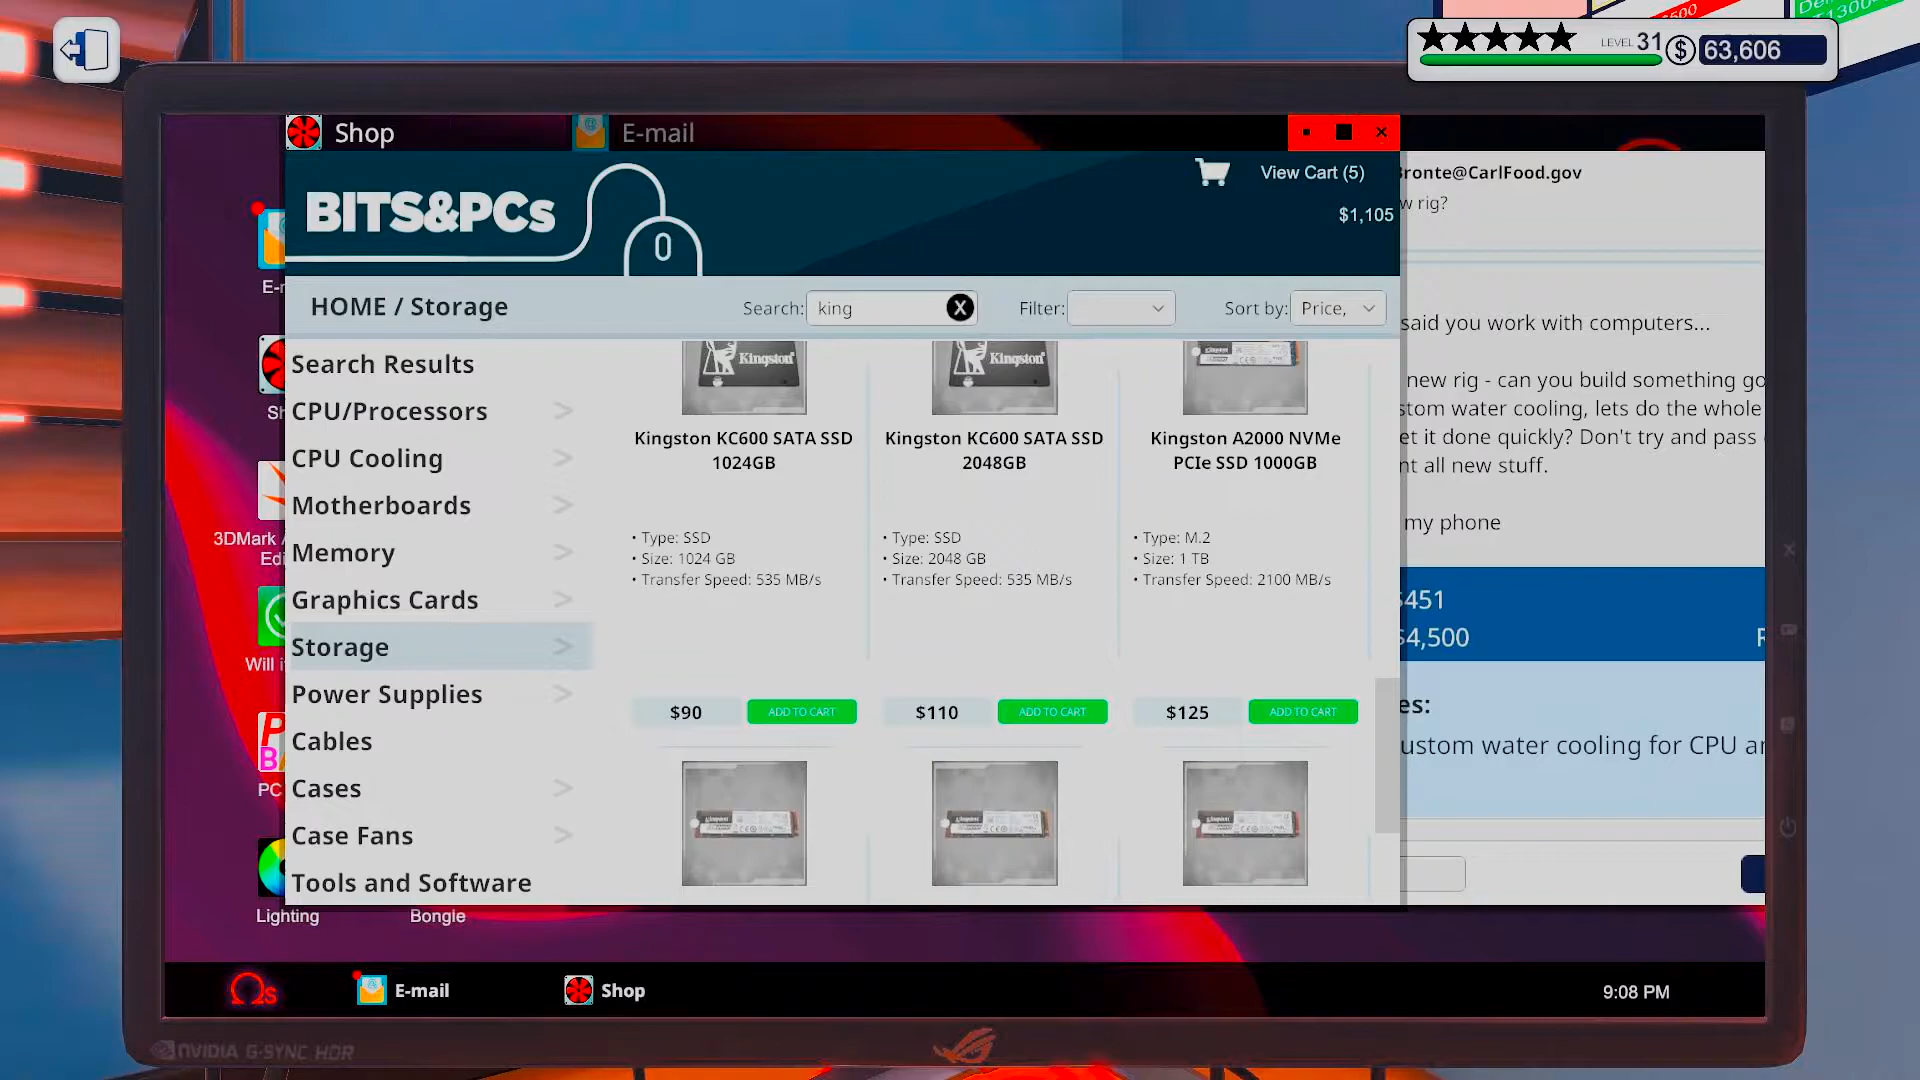 LEVEL 31
$ 63,606
Shop
E-mail
BITS&PCs
View Cart (5)
$1,105
HOME / Storage
Search: king X
Filter:
Sort by: Price,
Search Results
CPU/Processors >
CPU Cooling >
Motherboards >
Memory >
Graphics Cards >
Storage >
Power Supplies >
Cables
Cases >
Case Fans >
Tools and Software
Kingston
Kingston
Kingston KC600 SATA SSD
1024GB
• Type: SSD
• Size: 1024 GB
• Transfer Speed: 535 MB/s
$90 ADD TO CART
Kingston KC600 SATA SSD
2048GB
• Type: SSD
• Size: 2048 GB
• Transfer Speed: 535 MB/s
$110 ADD TO CART
Kingston A2000 NVMe
PCIe SSD 1000GB
• Type: M.2
• Size: 1 TB
• Transfer Speed: 2100 MB/s
$125 ADD TO CART
ronte@CarlFood.gov
w rig?
said you work with computers...
new rig - can you build something go
stom water cooling, lets do the whole
et it done quickly? Don't try and pass
nt all new stuff.
my phone
$451
$4,500
es:
ustom water cooling for CPU a
3DMark
Edi
Will i
PC
Lighting
Bongle
E-mail
Shop
9:08 PM
NVIDIA G-SYNC HDR